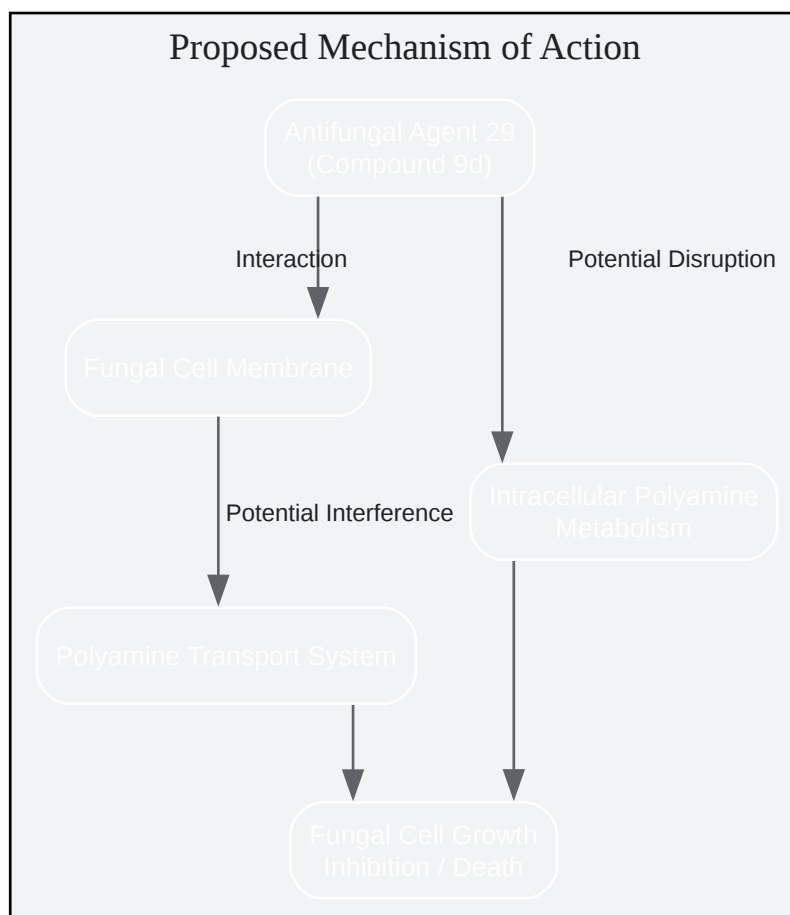 Proposed Mechanism of Action
Antifungal Agent 29
(Compound 9d)
Interaction
Potential Disruption
Fungal Cell Membrane
Intracellular Polyamine
Metabolism
Potential Interference
Polyamine Transport System
Fungal Cell Growth
Inhibition / Death